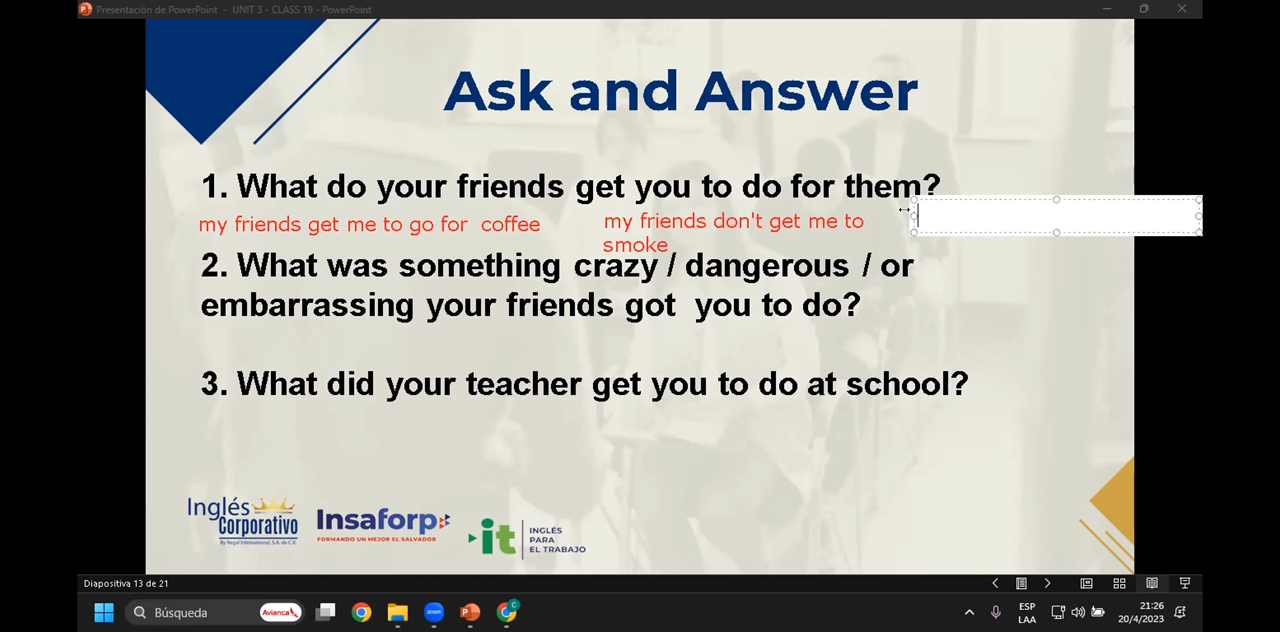 Presentación de PowerPoint - UNIT 3 - CLASS 19 - PowerPoint
Ask and Answer
1. What do your friends get you to do for them?
my friends get me to go for coffee
my friends don't get me to
smoke
2. What was something crazy / dangerous / or
embarrassing your friends got you to do?
3. What did your teacher get you to do at school?
Inglés
Corporativo
By Regal International, S.A. de C.V.
Insaforp
FORMANDO UN MEJOR EL SALVADOR
it
INGLÉS
PARA
EL TRABAJO
Diapositiva 13 de 21
Búsqueda
Avianca
zoom
ESP
LAA
21:26
20/4/2023